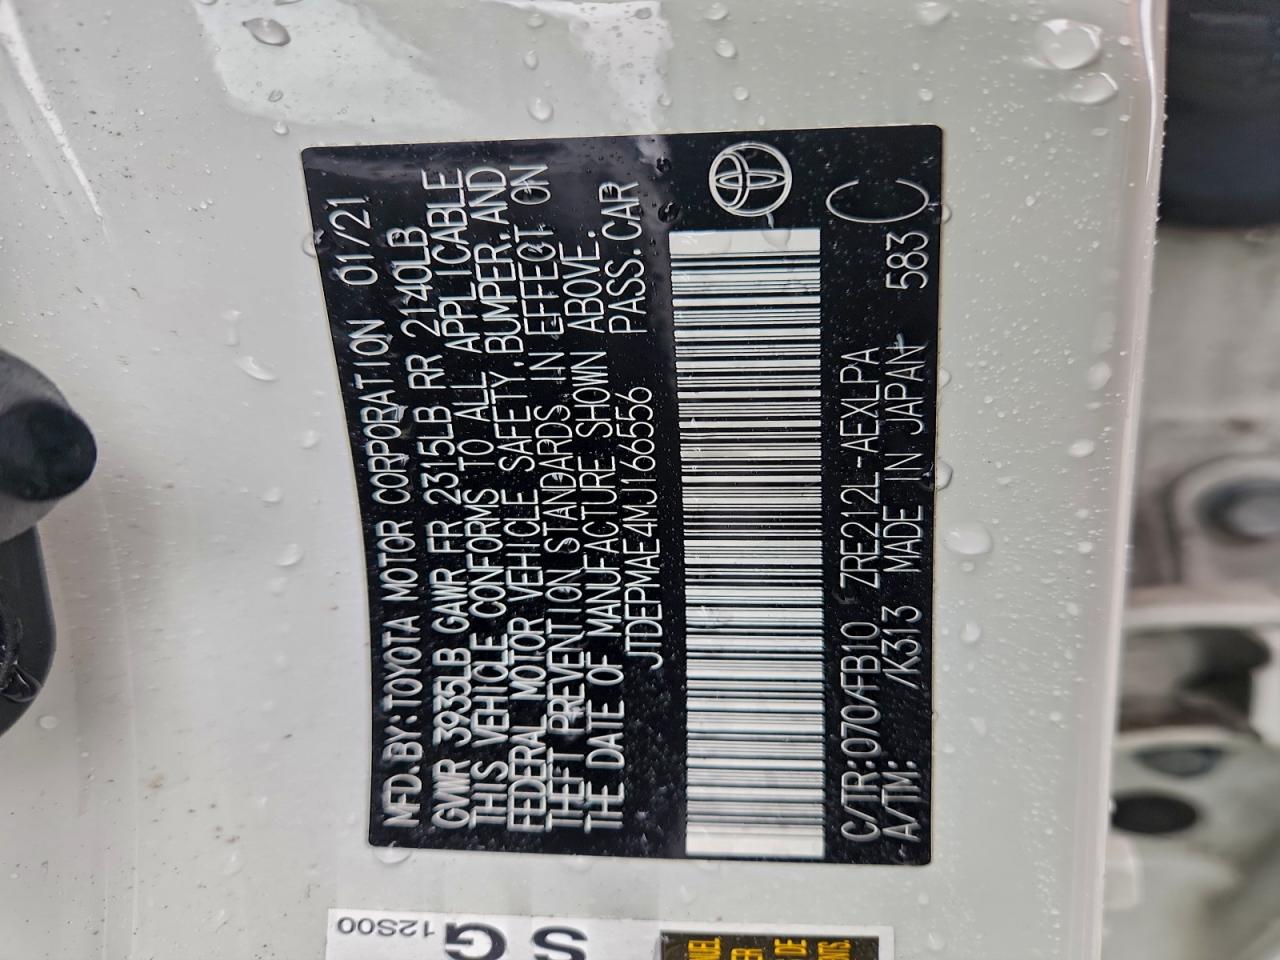 MFD.BY:TOYOTA MOTOR CORPORATION 01/21
GVWR 3935LB GAWR FR 2315LB RR 2140LB
THIS VEHICLE CONFORMS TO ALL APPLICABLE
FEDERAL MOTOR VEHICLE SAFETY,BUMPER,AND
THEFT PREVENTION STANDARDS IN EFFECT ON
THE DATE OF MANUFACTURE SHOWN ABOVE.
JTDEPMAE4MJ166556 PASS.CAR
C/TR:070/FB10 ZRE212L-AEXLPA C
A/TM: /K313 MADE IN JAPAN 583
SG
12S00